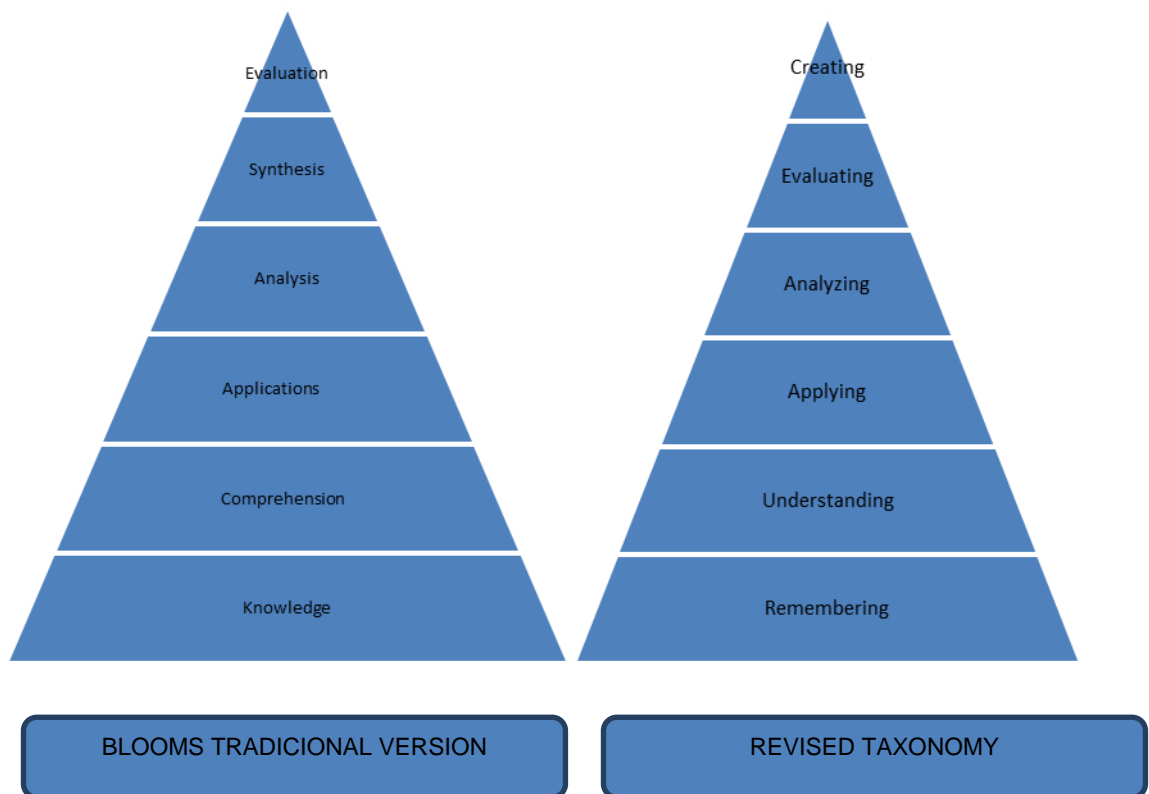 Evaluation
Synthesis
Analysis
Applications
Comprehension
Knowledge
BLOOMS TRADICIONAL VERSION
Creating
Evaluating
Analyzing
Applying
Understanding
Remembering
REVISED TAXONOMY